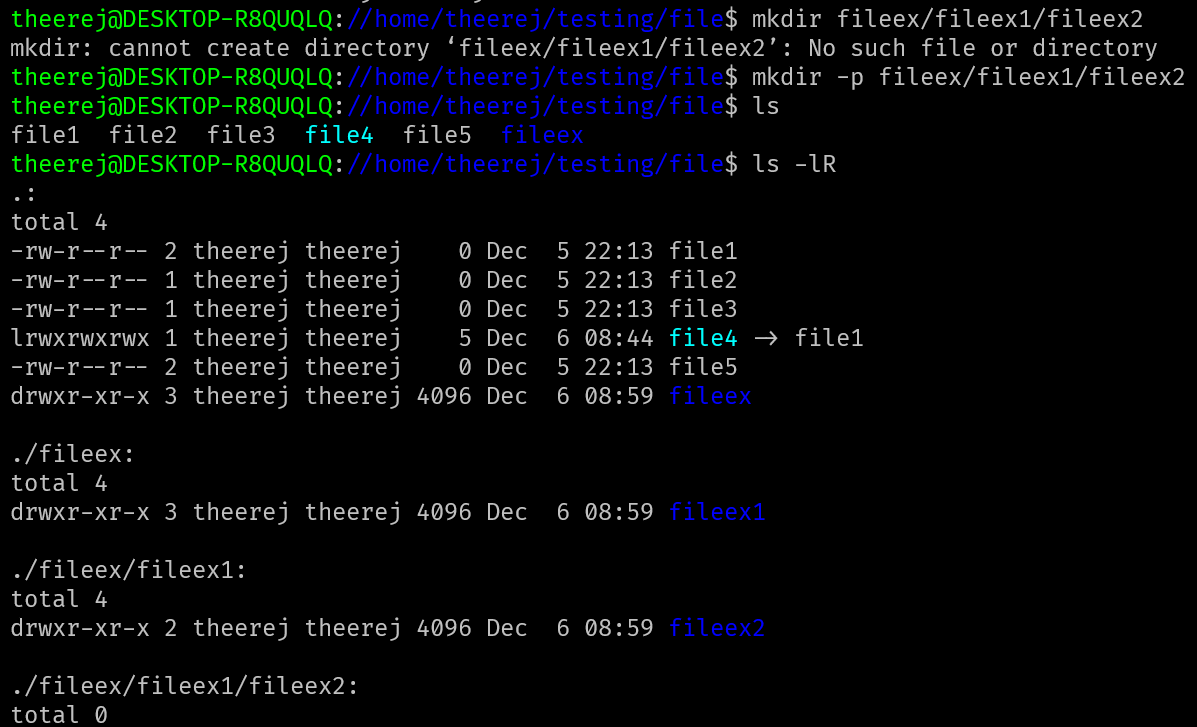 theerej@DESKTOP-R8QUQLQ://home/theerej/testing/file$ mkdir fileex/fileex1/fileex2
mkdir: cannot create directory ‘fileex/fileex1/fileex2’: No such file or directory
theerej@DESKTOP-R8QUQLQ://home/theerej/testing/file$ mkdir -p fileex/fileex1/fileex2
theerej@DESKTOP-R8QUQLQ://home/theerej/testing/file$ ls
file1  file2  file3  file4  file5  fileex
theerej@DESKTOP-R8QUQLQ://home/theerej/testing/file$ ls -lR
.:
total 4
-rw-r--r-- 2 theerej theerej    0 Dec  5 22:13 file1
-rw-r--r-- 1 theerej theerej    0 Dec  5 22:13 file2
-rw-r--r-- 1 theerej theerej    0 Dec  5 22:13 file3
lrwxrwxrwx 1 theerej theerej    5 Dec  6 08:44 file4 -> file1
-rw-r--r-- 2 theerej theerej    0 Dec  5 22:13 file5
drwxr-xr-x 3 theerej theerej 4096 Dec  6 08:59 fileex

./fileex:
total 4
drwxr-xr-x 3 theerej theerej 4096 Dec  6 08:59 fileex1

./fileex/fileex1:
total 4
drwxr-xr-x 2 theerej theerej 4096 Dec  6 08:59 fileex2

./fileex/fileex1/fileex2:
total 0